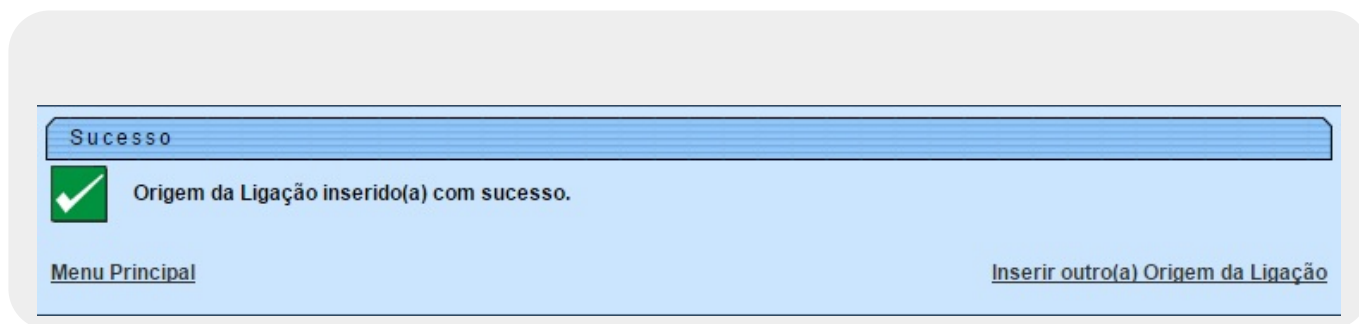 Sucesso
Origem da Ligação inserido(a) com sucesso.
Menu Principal
Inserir outro(a) Origem da Ligação